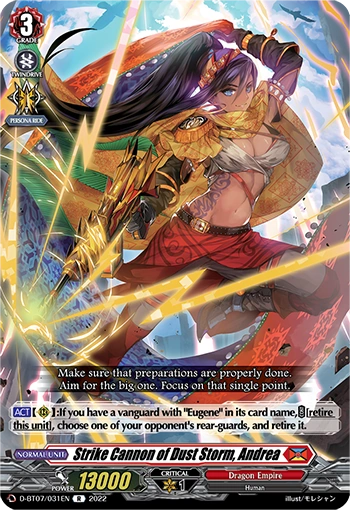 3
GRADE
TWINDRIVE
PERSONA RIDE
Make sure that preparations are properly done.
Aim for the big one. Focus on that single point.
ACT【 】:If you have a vanguard with "Eugene" in its card name, [retire
this unit], choose one of your opponent's rear-guards, and retire it.
NORMAL UNIT
Strike Cannon of Dust Storm, Andrea
POWER 13000
CRITICAL
1
Dragon Empire
Human
D-BT07/031EN R 2022
illust/モレシャン